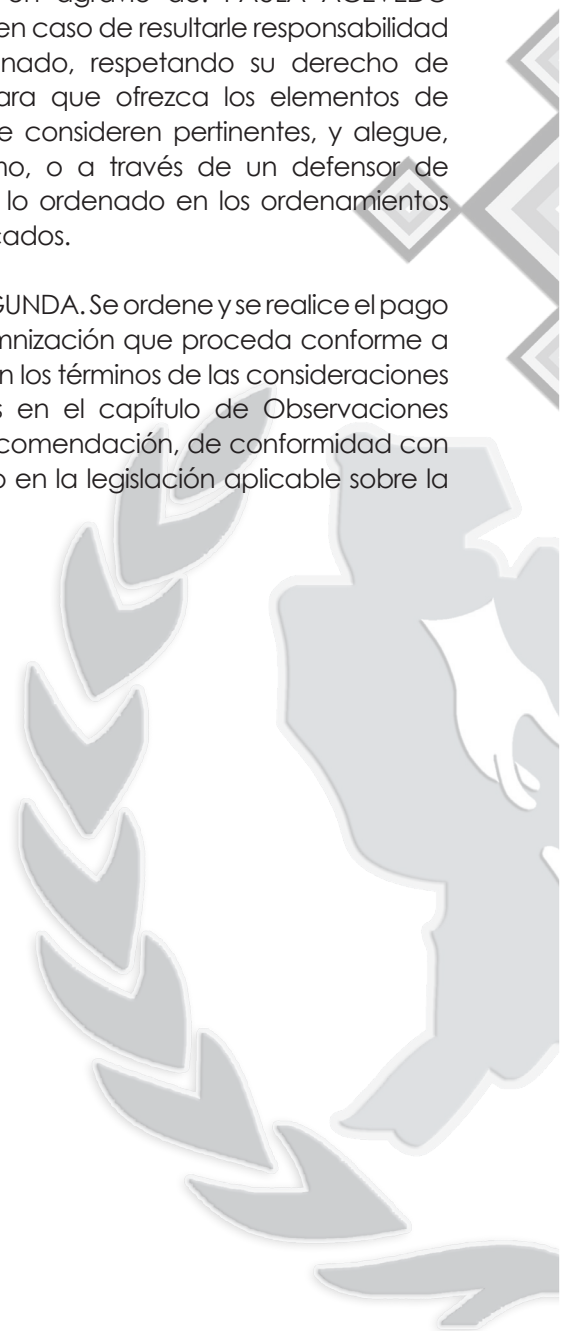 en agravio de: PAULA ACEVEDO
en caso de resultarle responsabilidad
nado, respetando su derecho de
ara que ofrezca los elementos de
e consideren pertinentes, y alegue,
mo, o a través de un defensor de
lo ordenado en los ordenamientos
cados.
GUNDA. Se ordene y se realice el pago
mnización que proceda conforme a
n los términos de las consideraciones
s en el capítulo de Observaciones
comendación, de conformidad con
o en la legislación aplicable sobre la